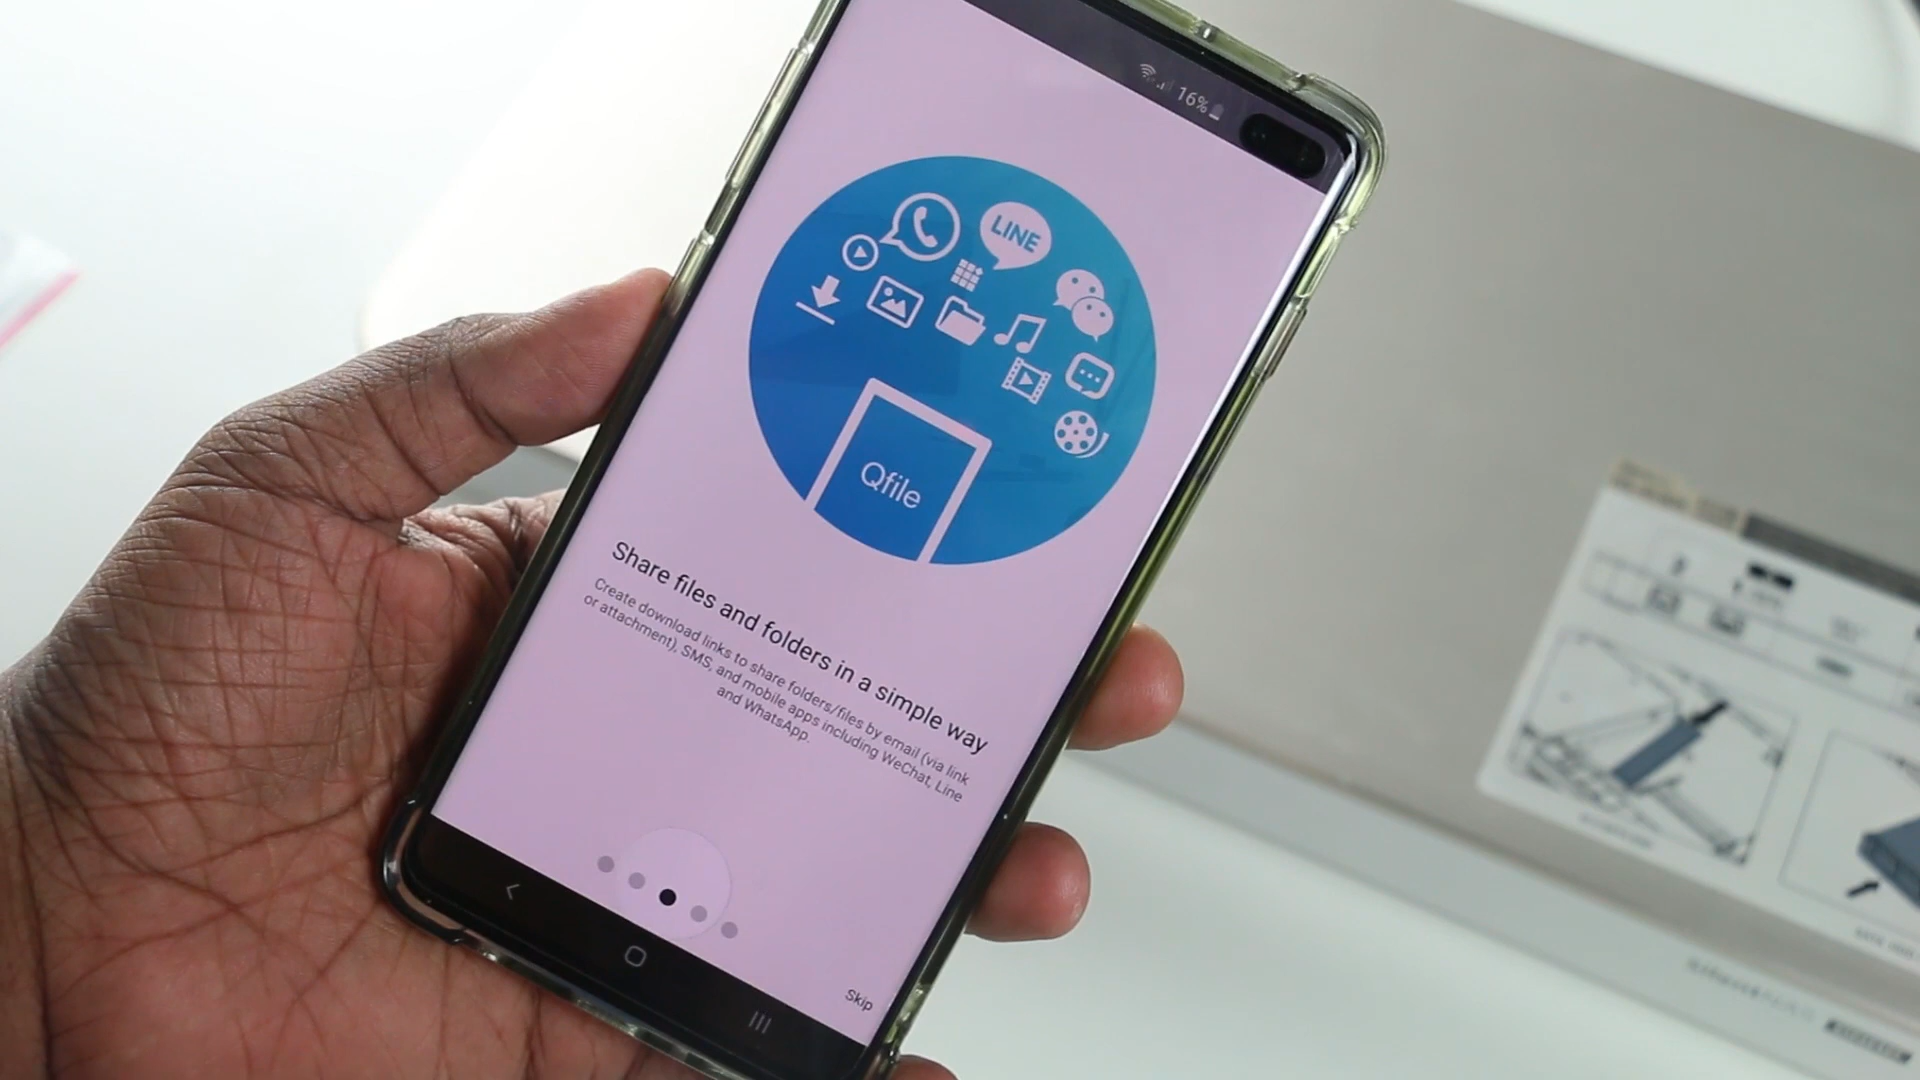 16%
LINE
Qfile
Share files and folders in a simple way
Create download links to share folders/files by email (via link
or attachment), SMS, and mobile apps including WeChat, Line
and WhatsApp.
Skip